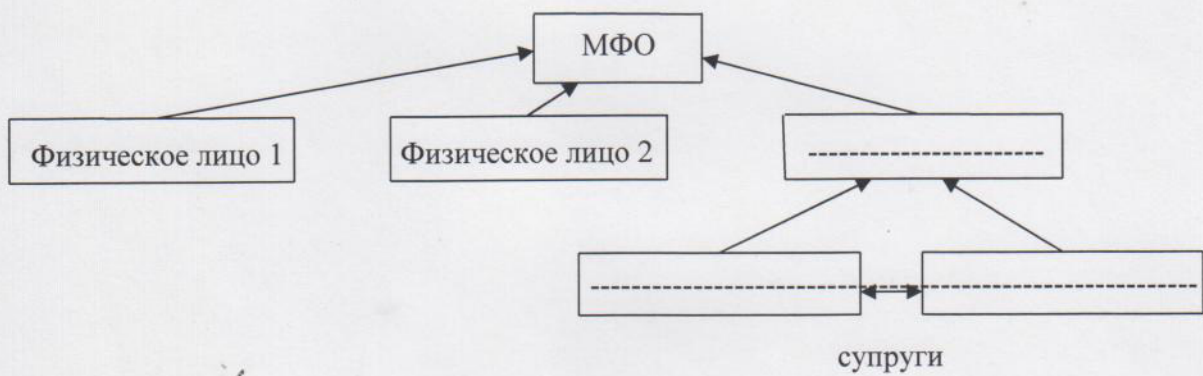 МФО
Физическое лицо 1
Физическое лицо 2
супруги